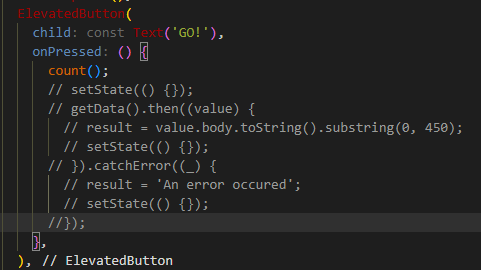 ElevatedButton(
child: const Text('GO!'),
onPressed: () {
count();
// setState(() {});
// getData().then((value) {
// result = value.body.toString().substring(0, 450);
// setState(() {});
// }).catchError((_) {
// result = 'An error occured';
// setState(() {});
//});
},
), // ElevatedButton